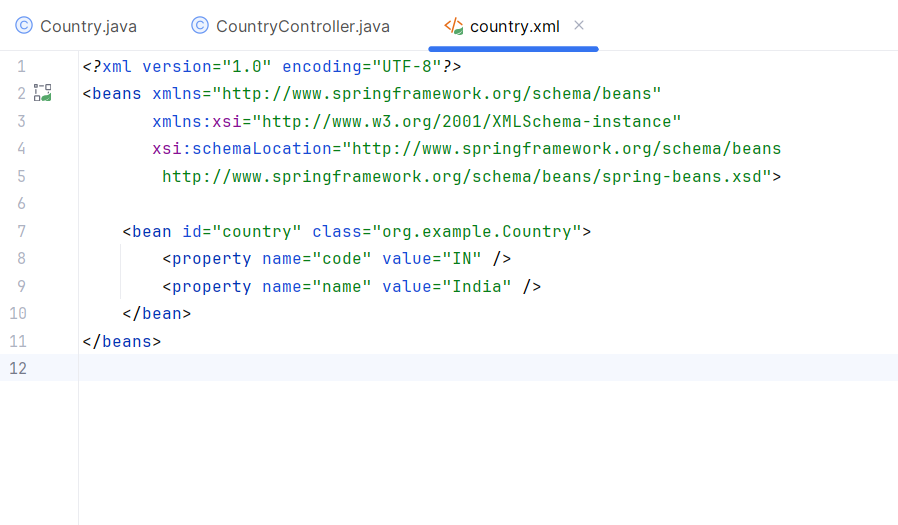 Country.java CountryController.java country.xml
1 <?xml version="1.0" encoding="UTF-8"?>
2 <beans xmlns="http://www.springframework.org/schema/beans"
3 xmlns:xsi="http://www.w3.org/2001/XMLSchema-instance"
4 xsi:schemaLocation="http://www.springframework.org/schema/beans
5 http://www.springframework.org/schema/beans/spring-beans.xsd">
6
7 <bean id="country" class="org.example.Country">
8 <property name="code" value="IN" />
9 <property name="name" value="India" />
10 </bean>
11 </beans>
12